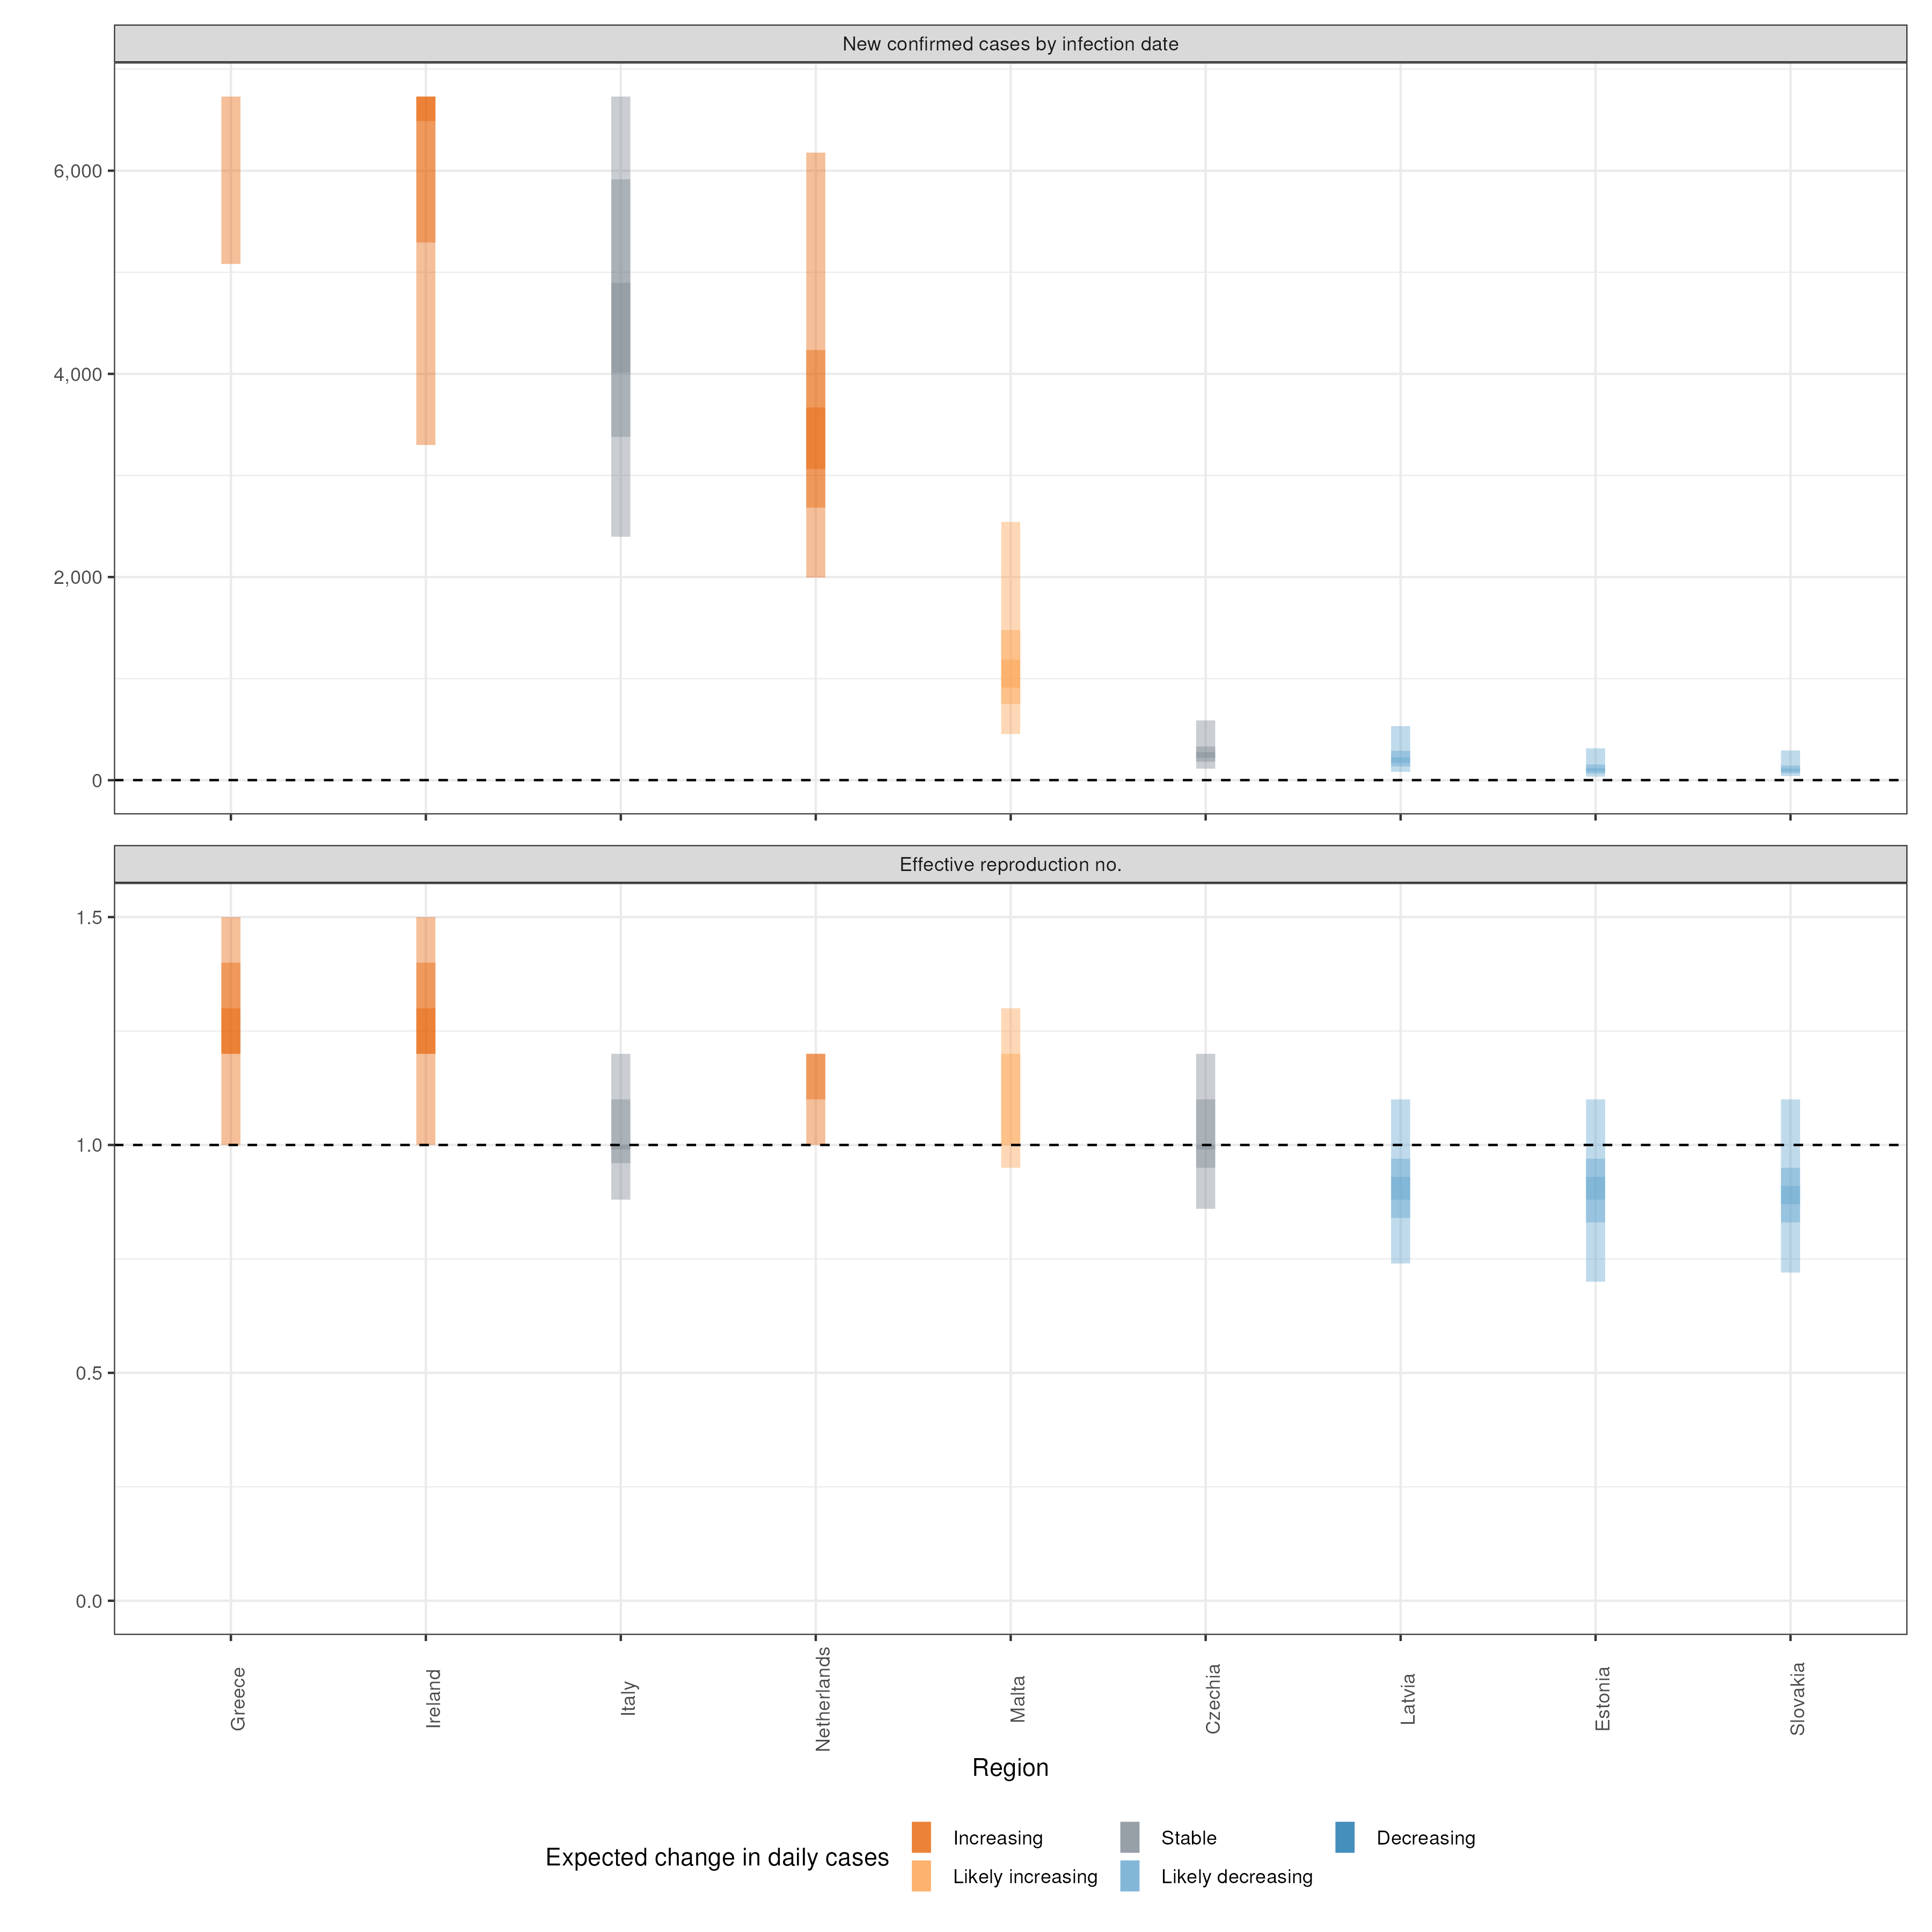 New confirmed cases by infection date
6,000
4,000
2,000
0
Effective reproduction no.
1.5
1.0
0.5
0.0
Greece
Ireland
Italy
Netherlands
Malta
Czechia
Latvia
Estonia
Slovakia
Region
Expected change in daily cases
Increasing
Stable
Decreasing
Likely increasing
Likely decreasing